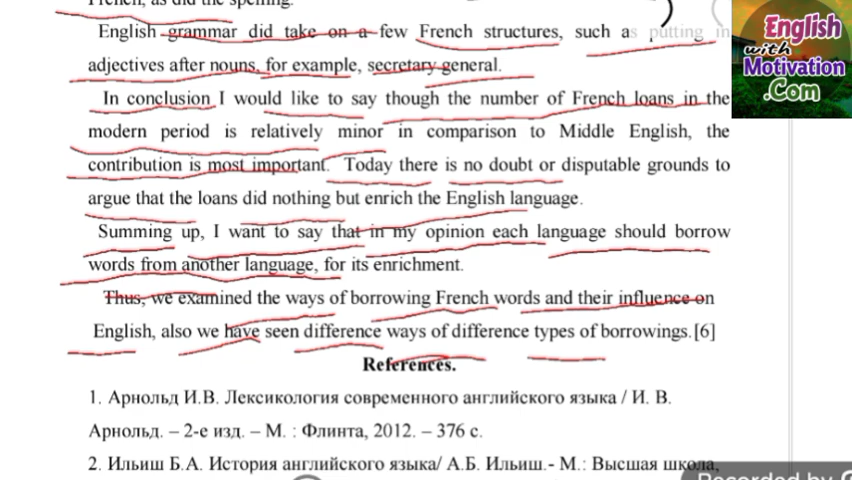 French, as did the spelling.
English grammar did take on a few French structures, such as putting in
adjectives after nouns, for example, secretary-general.
In conclusion I would like to say though the number of French loans in the
modern period is relatively minor in comparison to Middle English, the
contribution is most important. Today there is no doubt or disputable grounds to
argue that the loans did nothing but enrich the English language.
Summing up, I want to say that in my opinion each language should borrow
words from another language, for its enrichment.
Thus, we examined the ways of borrowing French words and their influence on
English, also we have seen difference ways of difference types of borrowings.[6]
References.
1. Арнольд И.В. Лексикология современного английского языка / И. В.
Арнольд. – 2-е изд. – М. : Флинта, 2012. – 376 с.
2. Ильиш Б.А. История английского языка/ А.Б. Ильиш.- М.: Высшая школа,
English
with
Motivation
.Com
Recorded by